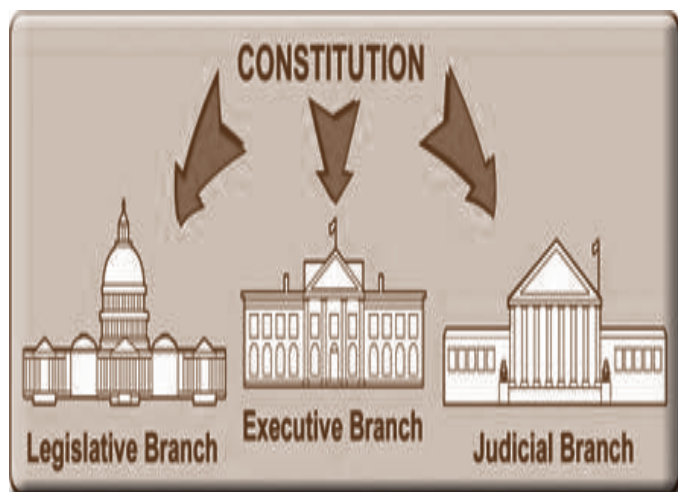 CONSTITUTION
Legislative Branch
Executive Branch
Judicial Branch